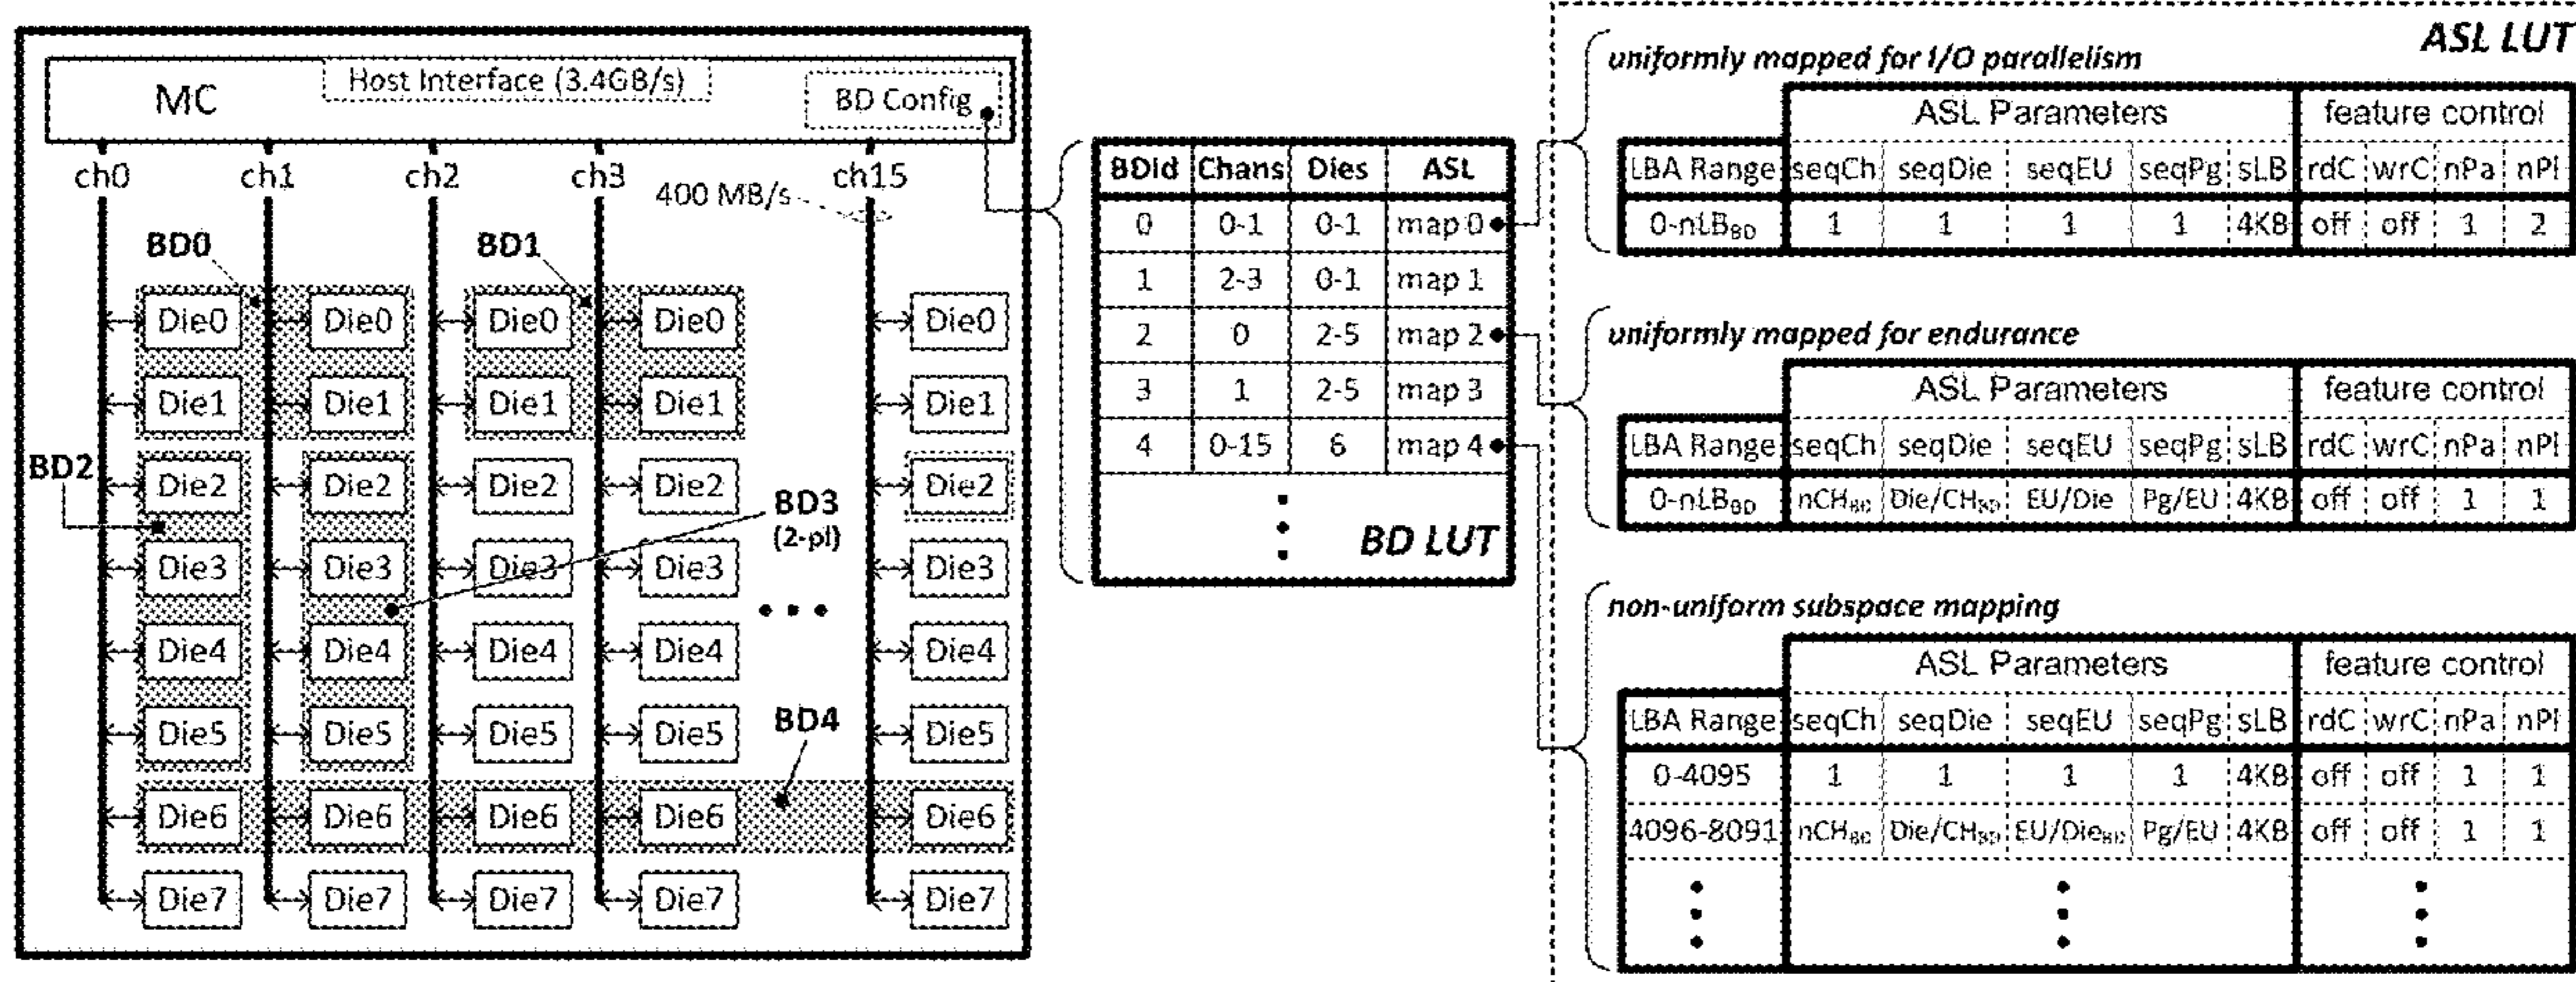 MC
Host Interface (3.4GB/s)
BD Config
ch0 ch1 ch2 ch3 ch15
400 MB/s
BD0 BD1
Die0 Die0 Die0 Die0 Die0
Die1 Die1 Die1 Die1 Die1
BD2
Die2 Die2 Die2 Die2 Die2
BD3
(2-pl)
Die3 Die3 Die3 Die3 Die3
Die4 Die4 Die4 Die4 Die4
BD4
Die5 Die5 Die5 Die5 Die5
Die6 Die6 Die6 Die6 Die6
Die7 Die7 Die7 Die7 Die7
BDId Chans Dies ASL
0 0-1 0-1 map 0
1 2-3 0-1 map 1
2 0 2-5 map 2
3 1 2-5 map 3
4 0-15 6 map 4
BD LUT
ASL LUT
uniformly mapped for I/O parallelism
ASL Parameters feature control
LBA Range seqCh seqDie seqEU seqPg sLB rdC wrC nPa nPl
0-nLBBD 1 1 1 1 4KB off off 1 2
uniformly mapped for endurance
ASL Parameters feature control
LBA Range seqCh seqDie seqEU seqPg sLB rdC wrC nPa nPl
0-nLBBD nCHBD Die/CHBD EU/Die Pg/EU 4KB off off 1 1
non-uniform subspace mapping
ASL Parameters feature control
LBA Range seqCh seqDie seqEU seqPg sLB rdC wrC nPa nPl
0-4095 1 1 1 1 4KB off off 1 1
4096-8091 nCHBD Die/CHBD EU/DieBD Pg/EU 4KB off off 1 1